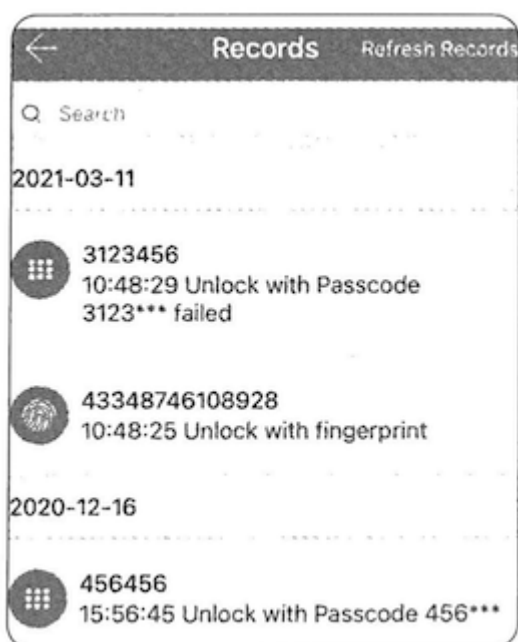 Records Refresh Records
Search
2021-03-11
3123456
10:48:29 Unlock with Passcode
3123*** failed
43348746108928
10:48:25 Unlock with fingerprint
2020-12-16
456456
15:56:45 Unlock with Passcode 456***